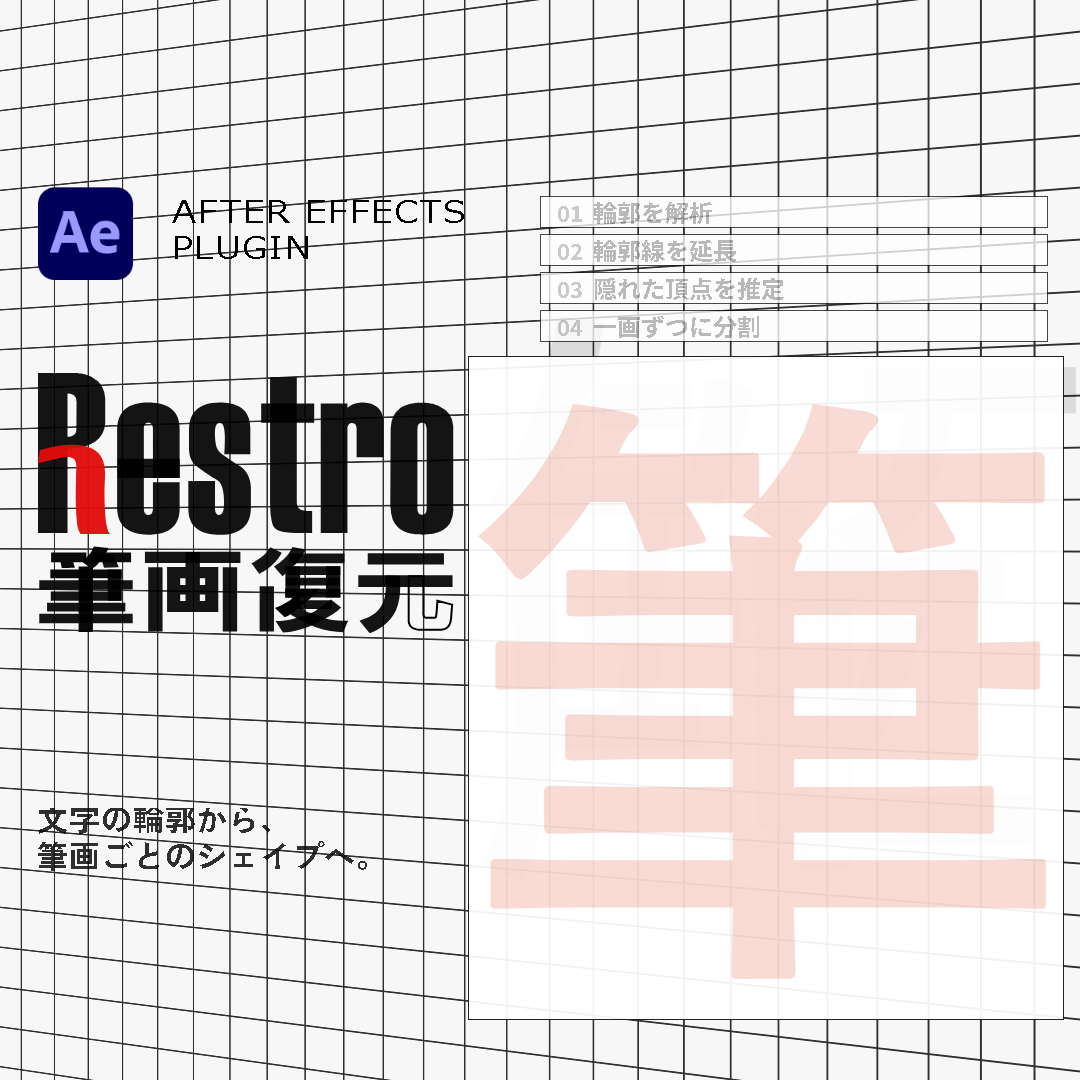 Ae
AFTER EFFECTS
PLUGIN
Restro
筆画復元
文字の輪郭から、
筆画ごとのシェイプへ。
01 輪郭を解析
02 輪郭線を延長
03 隠れた頂点を推定
04 一画ずつに分割
筆